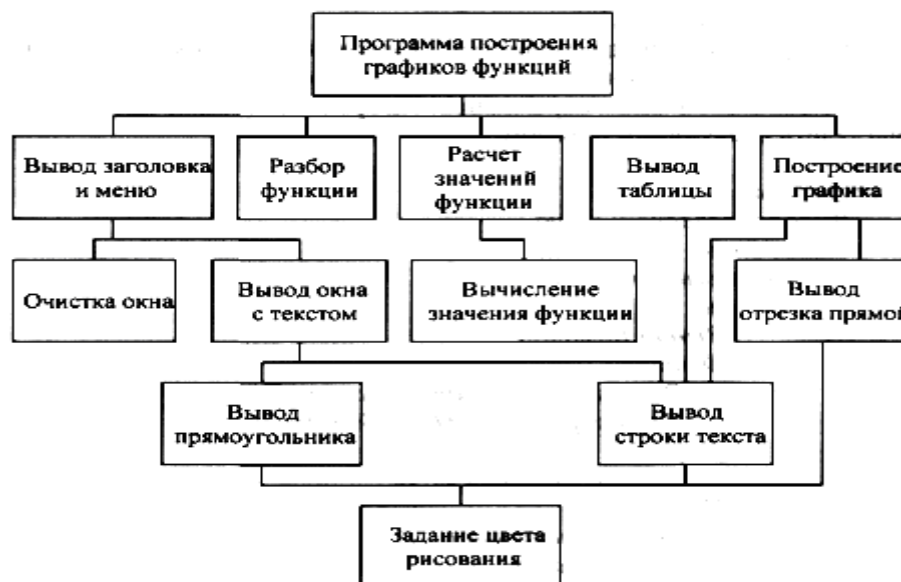 Программа построения
графиков функций
Вывод заголовка
и меню
Разбор
функции
Расчет
значений
функции
Вывод
таблицы
Построение
графика
Очистка окна
Вывод окна
с текстом
Вычисление
значения функции
Вывод
отрезка прямой
Вывод
прямоугольника
Вывод
строки текста
Задание цвета
рисования